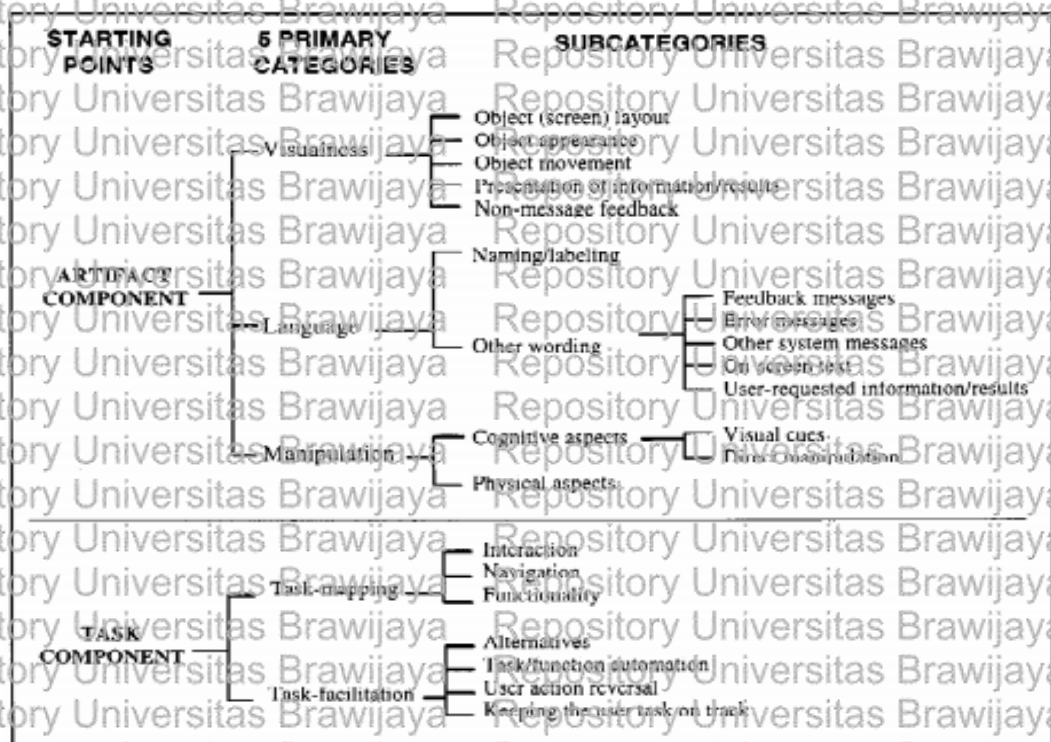 STARTING POINTS
5 PRIMARY CATEGORIES
SUBCATEGORIES
ARTIFACT COMPONENT
Visualness
Object (screen) layout
Object appearance
Object movement
Presentation of information/results
Non-message feedback
Language
Naming/labeling
Other wording
Feedback messages
Error messages
Other system messages
On-screen text
User-requested information/results
Manipulation
Cognitive aspects
Visual cues
Direct manipulation
Physical aspects
TASK COMPONENT
Task-mapping
Interaction
Navigation
Functionality
Task-facilitation
Alternatives
Task/function automation
User action reversal
Keeping the user task on track
Repository Universitas Brawijaya